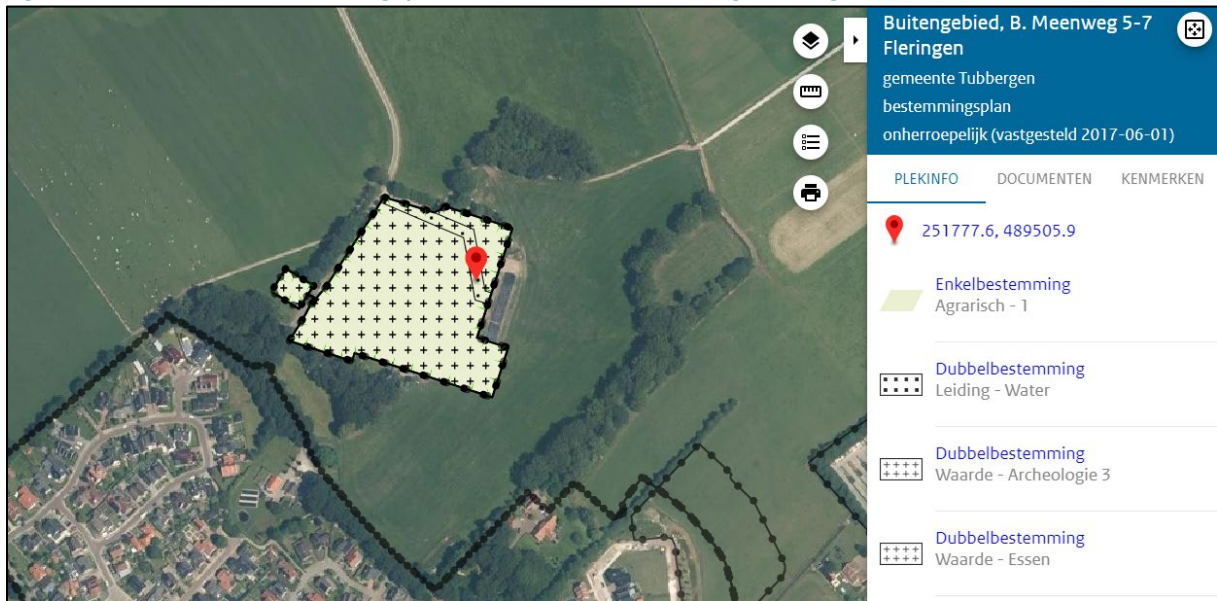 Buitengebied, B. Meenweg 5-7
Fleringen
gemeente Tubbergen
bestemmingsplan
onherroepelijk (vastgesteld 2017-06-01)
PLEKINFO DOCUMENTEN KENMERKEN
251777.6, 489505.9
Enkelbestemming
Agrarisch - 1
Dubbelbestemming
Leiding - Water
Dubbelbestemming
Waarde - Archeologie 3
Dubbelbestemming
Waarde - Essen